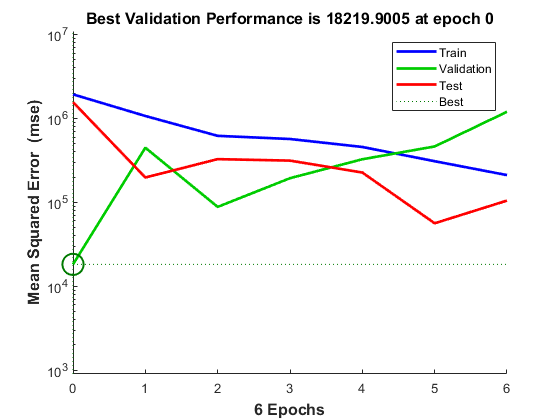 Best Validation Performance is 18219.9005 at epoch 0
Mean Squared Error (mse)
10^7
10^6
10^5
10^4
10^3
Train
Validation
Test
Best
0 1 2 3 4 5 6
6 Epochs